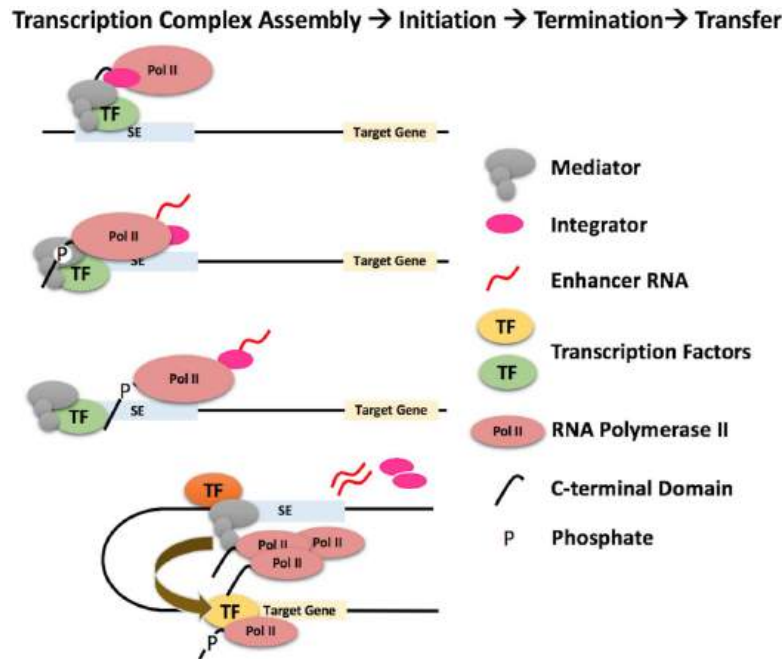 Transcription Complex Assembly → Initiation → Termination→ Transfer
Pol II
TF
SE
Target Gene
Pol II
P
TF
SE
Target Gene
Pol II
P
TF
SE
Target Gene
TF
SE
Pol II
Pol II
Pol II
TF
Target Gene
Pol II
P
Mediator
Integrator
Enhancer RNA
TF
Transcription Factors
TF
Pol II
RNA Polymerase II
C-terminal Domain
P
Phosphate